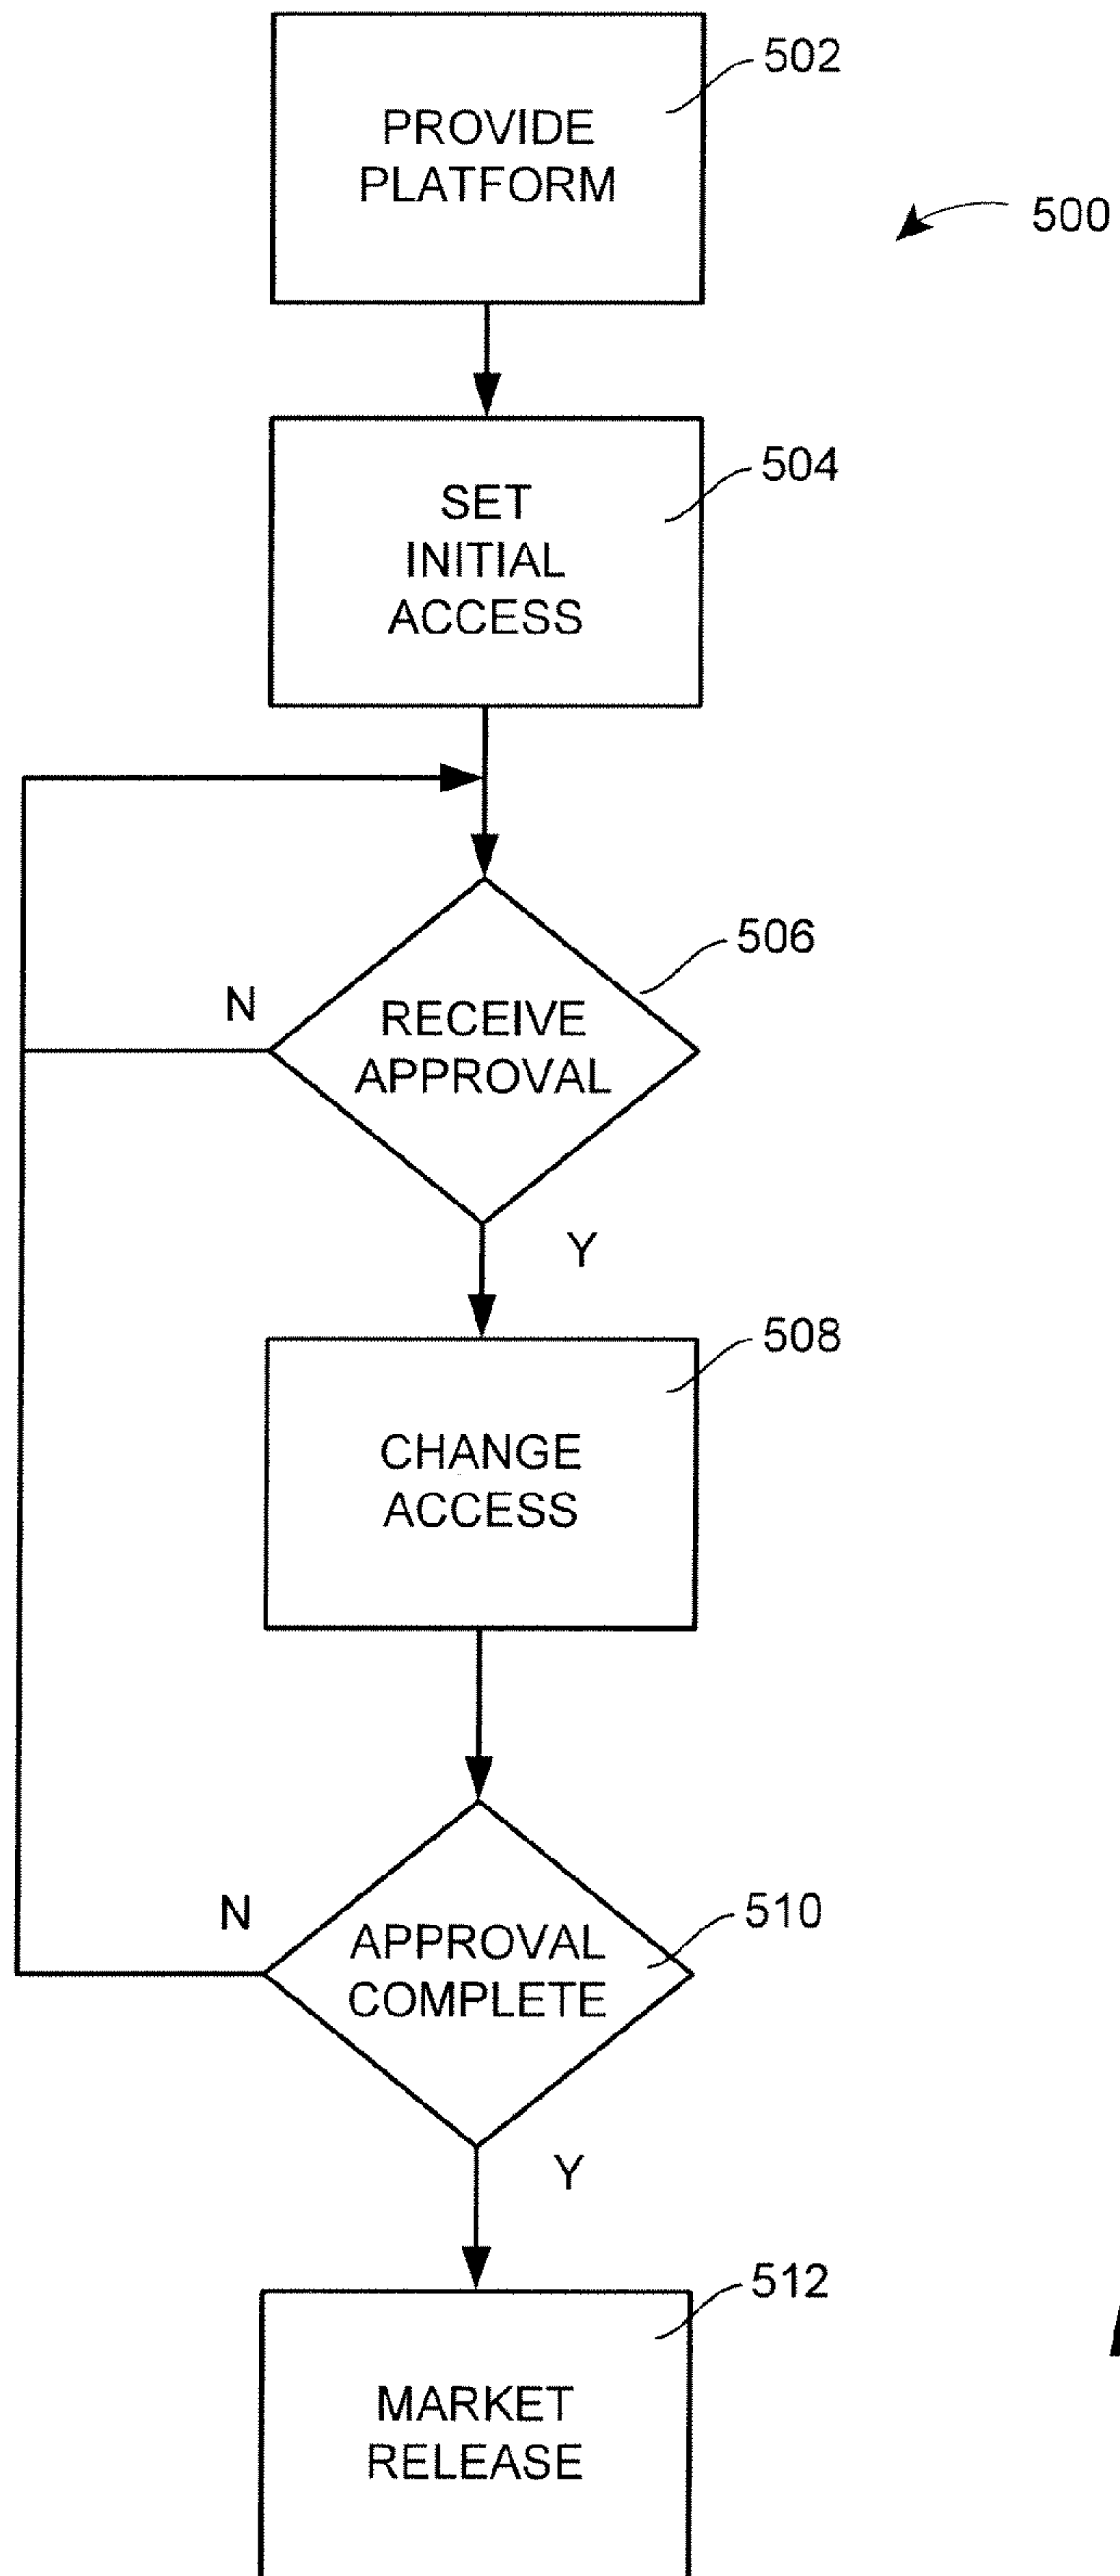 502
PROVIDE
PLATFORM
500
504
SET
INITIAL
ACCESS
506
N
RECEIVE
APPROVAL
Y
508
CHANGE
ACCESS
510
N
APPROVAL
COMPLETE
Y
512
MARKET
RELEASE